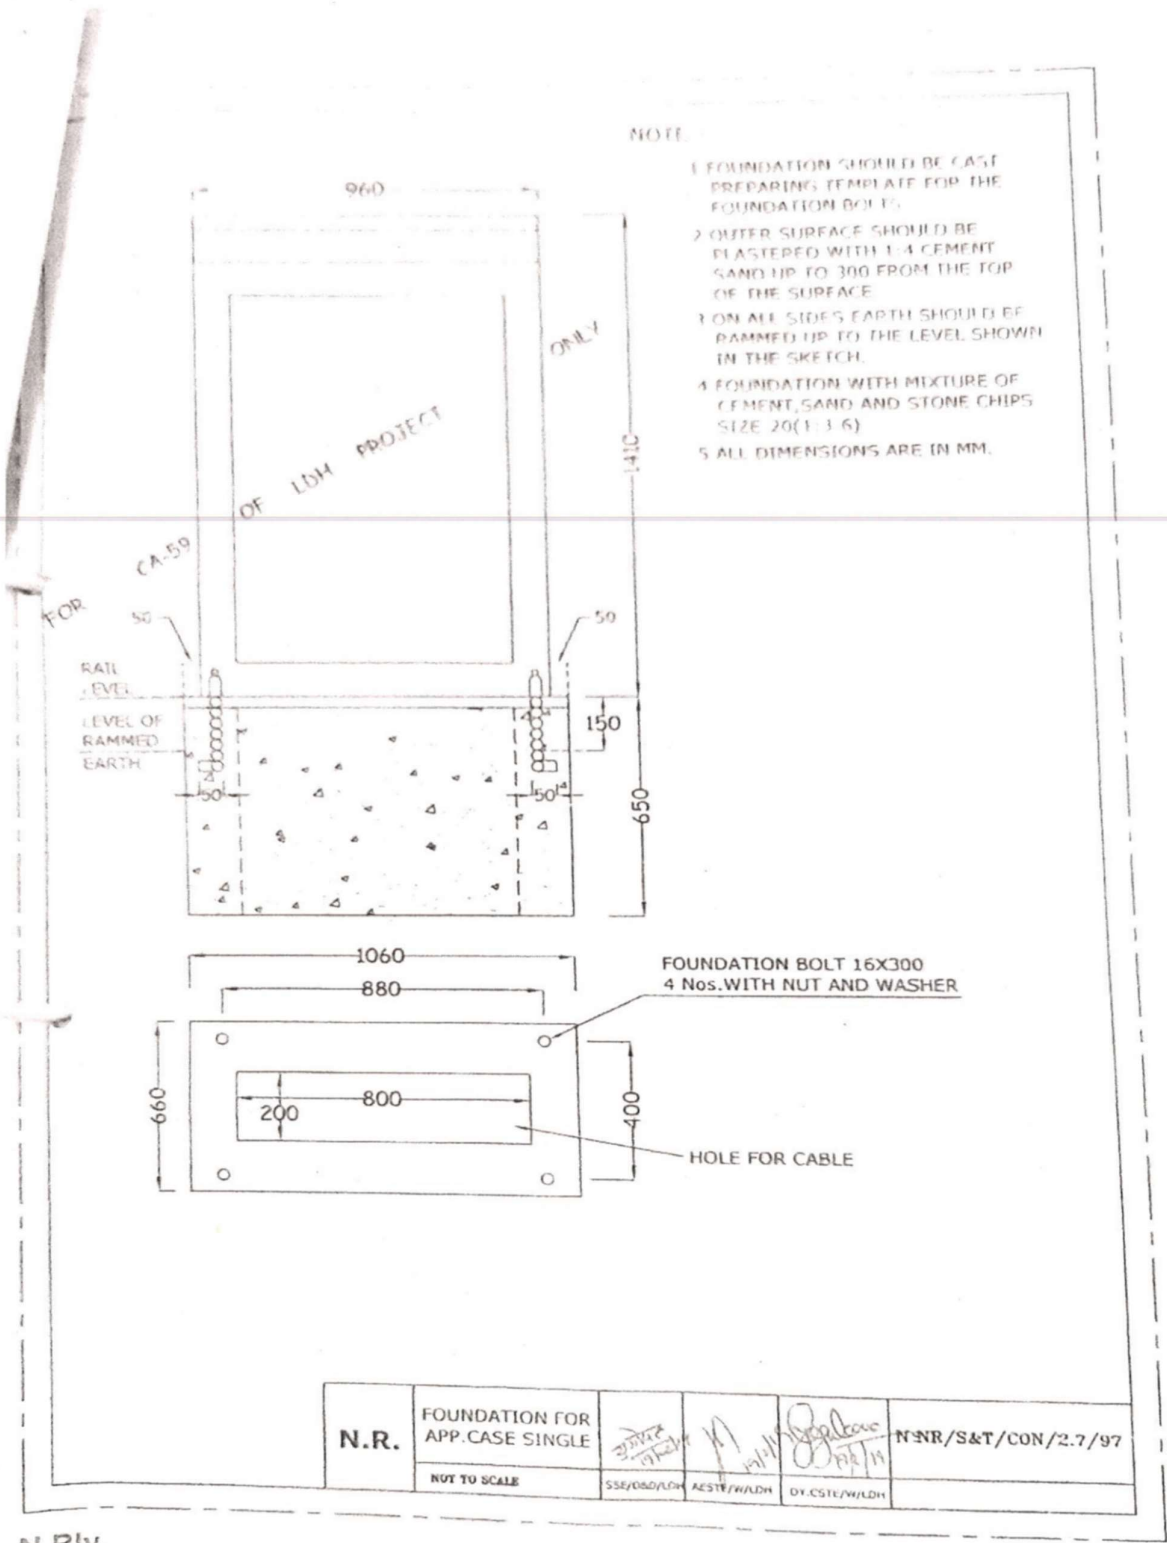 NOTE
1 FOUNDATION SHOULD BE CAST
PREPARING TEMPLATE FOR THE
FOUNDATION BOLTS
2 OUTER SURFACE SHOULD BE
PLASTERED WITH 1:4 CEMENT
SAND UP TO 300 FROM THE TOP
OF THE SURFACE
3 ON ALL SIDES EARTH SHOULD BE
RAMMED UP TO THE LEVEL SHOWN
IN THE SKETCH.
4 FOUNDATION WITH MIXTURE OF
CEMENT,SAND AND STONE CHIPS
SIZE 20(1:3:6)
5 ALL DIMENSIONS ARE IN MM.
960
1410
FOR CA-59 OF LDH PROJECT ONLY
50
50
RAIL
LEVEL
LEVEL OF
RAMMED
EARTH
150
50
50
650
1060
880
FOUNDATION BOLT 16X300
4 Nos.WITH NUT AND WASHER
660
200
800
400
HOLE FOR CABLE
N.R.
FOUNDATION FOR
APP.CASE SINGLE
NOT TO SCALE
SSE/D&D/LDH
AESTE/W/LDH
DY.CSTE/W/LDH
NR/S&T/CON/2.7/97